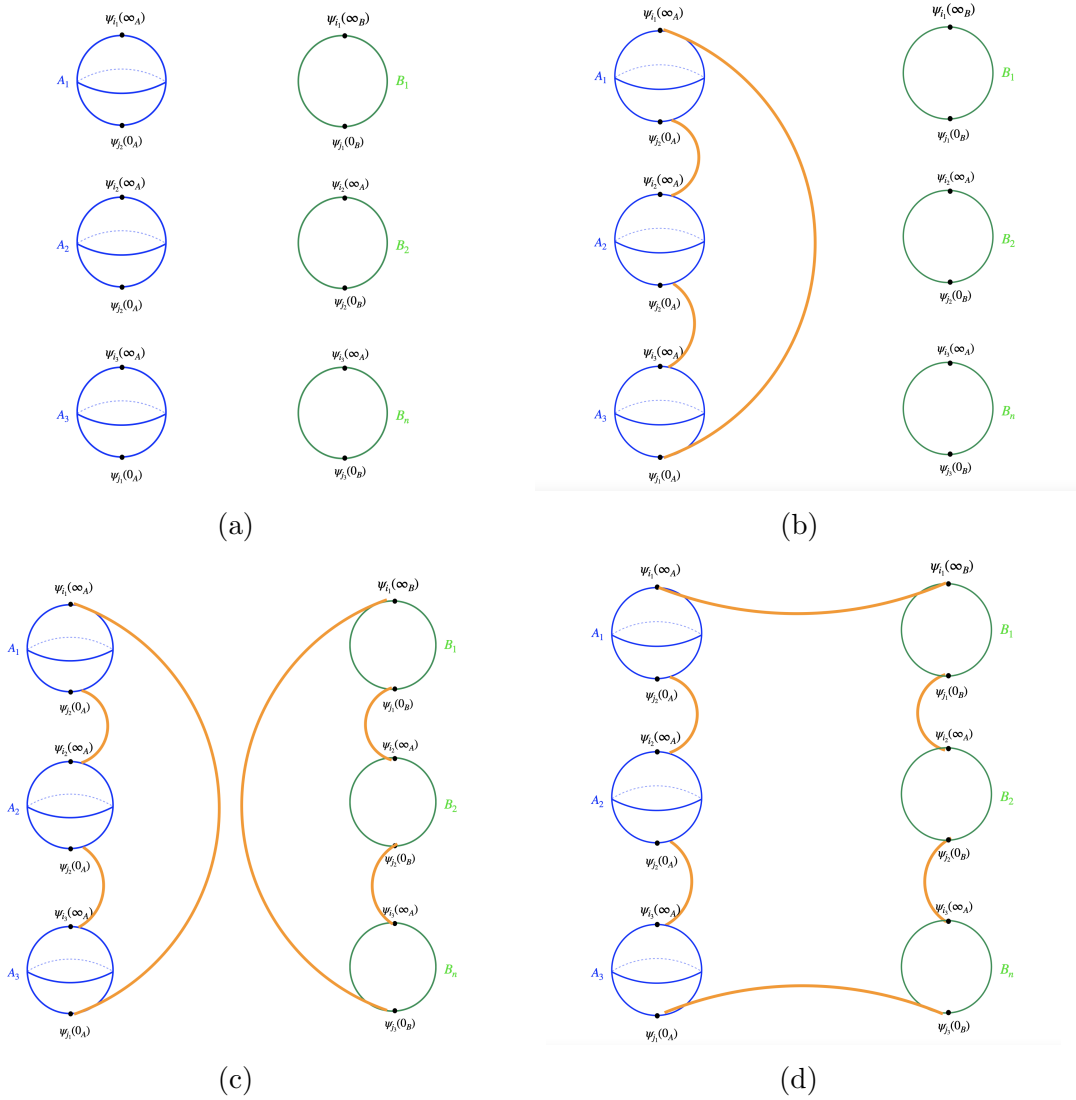 ψ_{i_1}(∞_A) ψ_{i_1}(∞_B)
A_1 B_1
ψ_{j_2}(0_A) ψ_{j_1}(0_B)
ψ_{i_2}(∞_A) ψ_{i_2}(∞_A)
A_2 B_2
ψ_{j_2}(0_A) ψ_{j_2}(0_B)
ψ_{i_3}(∞_A) ψ_{i_3}(∞_A)
A_3 B_n
ψ_{j_1}(0_A) ψ_{j_3}(0_B)
(a)
ψ_{i_1}(∞_A) ψ_{i_1}(∞_B)
A_1 B_1
ψ_{j_2}(0_A) ψ_{j_1}(0_B)
ψ_{i_2}(∞_A) ψ_{i_2}(∞_A)
A_2 B_2
ψ_{j_2}(0_A) ψ_{j_2}(0_B)
ψ_{i_3}(∞_A) ψ_{i_3}(∞_A)
A_3 B_n
ψ_{j_1}(0_A) ψ_{j_3}(0_B)
(b)
ψ_{i_1}(∞_A) ψ_{i_1}(∞_B)
A_1 B_1
ψ_{j_2}(0_A) ψ_{j_1}(0_B)
ψ_{i_2}(∞_A) ψ_{i_2}(∞_A)
A_2 B_2
ψ_{j_2}(0_A) ψ_{j_2}(0_B)
ψ_{i_3}(∞_A) ψ_{i_3}(∞_A)
A_3 B_n
ψ_{j_1}(0_A) ψ_{j_3}(0_B)
(c)
ψ_{i_1}(∞_A) ψ_{i_1}(∞_B)
A_1 B_1
ψ_{j_2}(0_A) ψ_{j_1}(0_B)
ψ_{i_2}(∞_A) ψ_{i_2}(∞_A)
A_2 B_2
ψ_{j_2}(0_A) ψ_{j_2}(0_B)
ψ_{i_3}(∞_A) ψ_{i_3}(∞_A)
A_3 B_n
ψ_{j_1}(0_A) ψ_{j_3}(0_B)
(d)